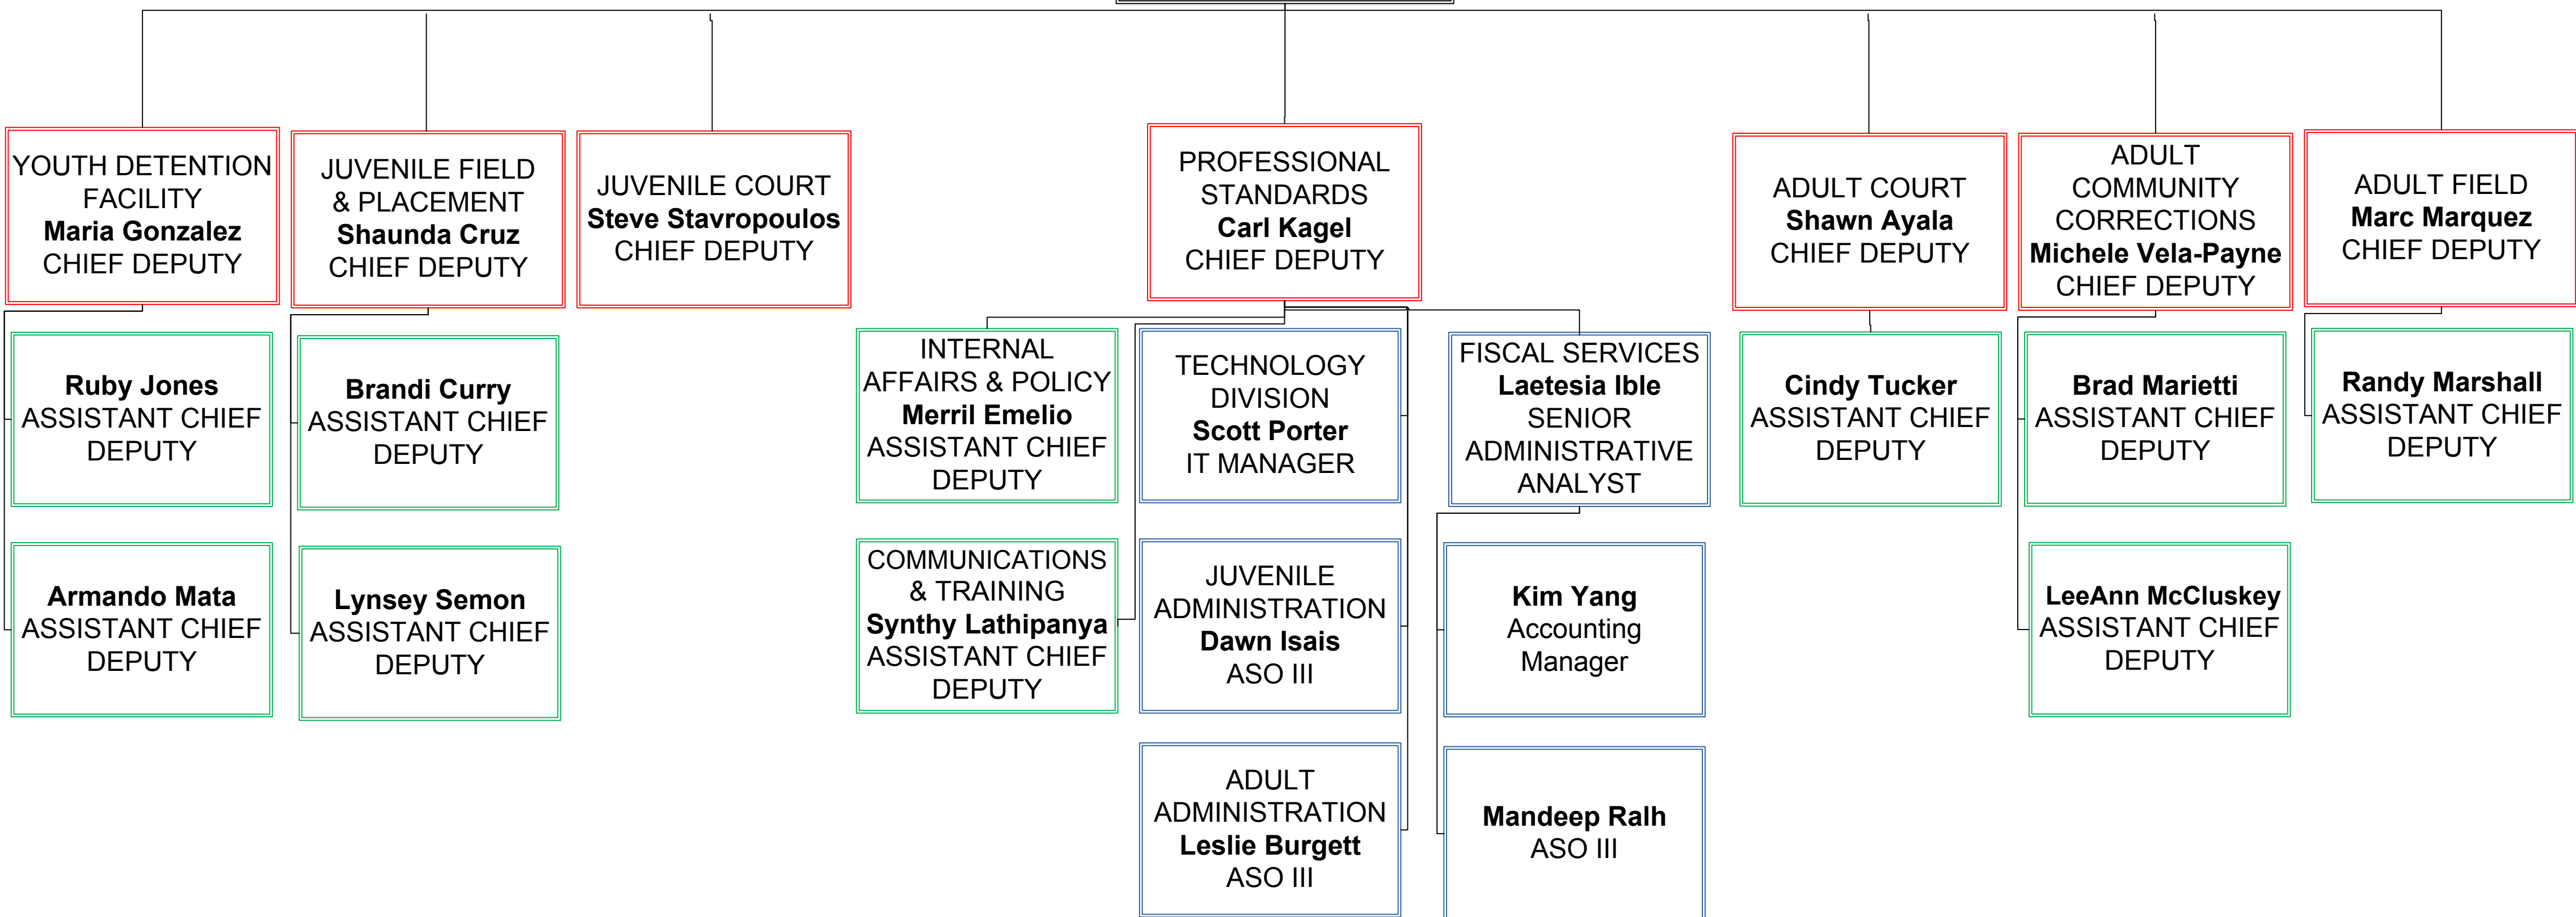 YOUTH DETENTION
FACILITY
Maria Gonzalez
CHIEF DEPUTY
JUVENILE FIELD
& PLACEMENT
Shaunda Cruz
CHIEF DEPUTY
JUVENILE COURT
Steve Stavropoulos
CHIEF DEPUTY
PROFESSIONAL
STANDARDS
Carl Kagel
CHIEF DEPUTY
ADULT COURT
Shawn Ayala
CHIEF DEPUTY
ADULT
COMMUNITY
CORRECTIONS
Michele Vela-Payne
CHIEF DEPUTY
ADULT FIELD
Marc Marquez
CHIEF DEPUTY
Ruby Jones
ASSISTANT CHIEF
DEPUTY
Brandi Curry
ASSISTANT CHIEF
DEPUTY
INTERNAL
AFFAIRS & POLICY
Merril Emelio
ASSISTANT CHIEF
DEPUTY
TECHNOLOGY
DIVISION
Scott Porter
IT MANAGER
FISCAL SERVICES
Laetesia Ible
SENIOR
ADMINISTRATIVE
ANALYST
Cindy Tucker
ASSISTANT CHIEF
DEPUTY
Brad Marietti
ASSISTANT CHIEF
DEPUTY
Randy Marshall
ASSISTANT CHIEF
DEPUTY
Armando Mata
ASSISTANT CHIEF
DEPUTY
Lynsey Semon
ASSISTANT CHIEF
DEPUTY
COMMUNICATIONS
& TRAINING
Synthy Lathipanya
ASSISTANT CHIEF
DEPUTY
JUVENILE
ADMINISTRATION
Dawn Isais
ASO III
Kim Yang
Accounting
Manager
LeeAnn McCluskey
ASSISTANT CHIEF
DEPUTY
ADULT
ADMINISTRATION
Leslie Burgett
ASO III
Mandeep Ralh
ASO III